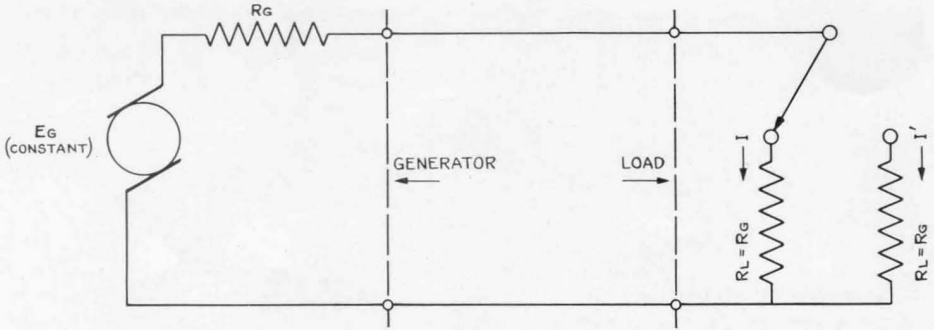 RG
EG
(CONSTANT)
GENERATOR
LOAD
I
I'
RL = RG
RL = RG